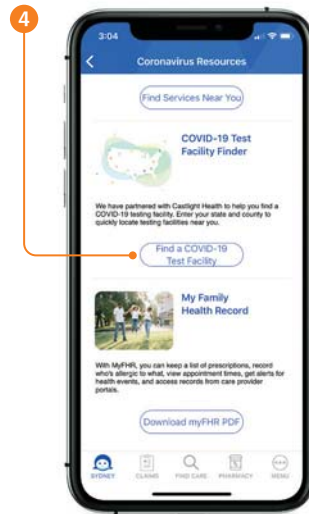 4
3:04
Coronavirus Resources
Find Services Near You
COVID-19 Test
Facility Finder
We have partnered with Castlight Health to help you find a
COVID-19 testing facility. Enter your state and county to
quickly locate testing facilities near you.
Find a COVID-19
Test Facility
My Family
Health Record
With MyFHR, you can keep a list of prescriptions, record
who's allergic to what, view appointment times, get alerts for
health events, and access records from care provider
portals.
Download myFHR PDF
SYDNEY CLAIMS FIND CARE PHARMACY MENU